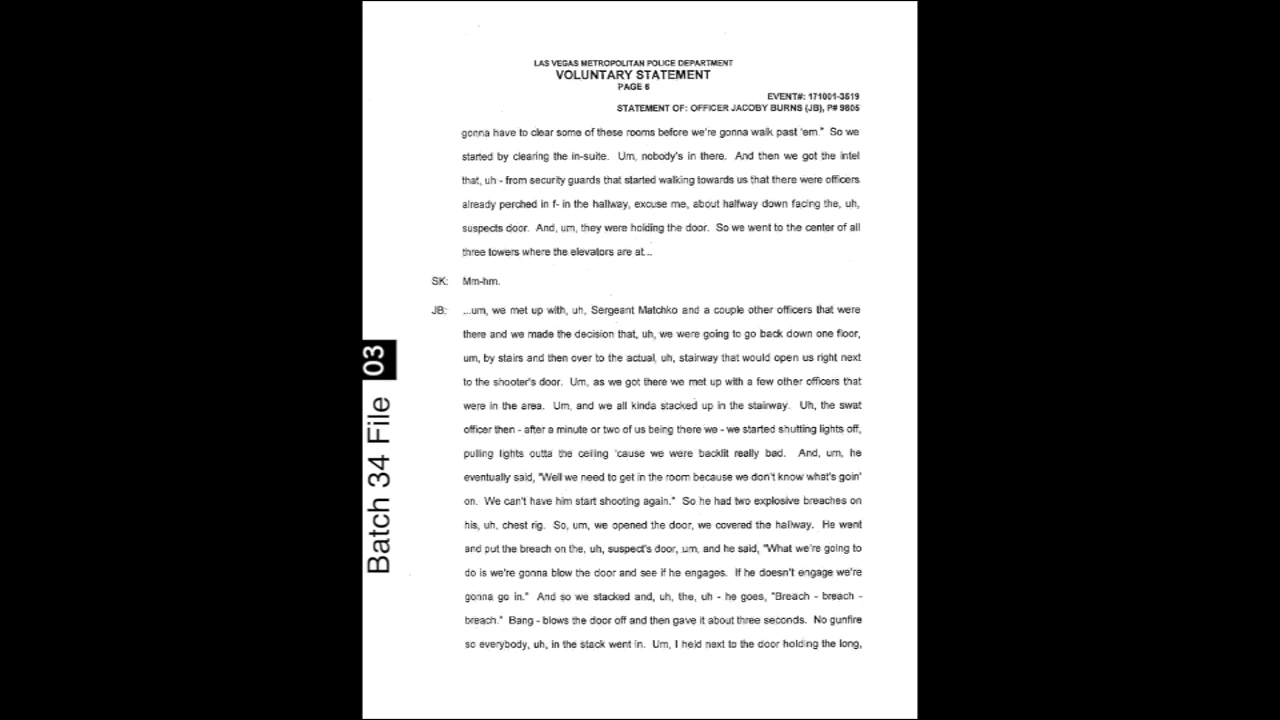 LAS VEGAS METROPOLITAN POLICE DEPARTMENT
VOLUNTARY STATEMENT
PAGE 6
EVENT#: 171001-3519
STATEMENT OF: OFFICER JACOBY BURNS (JB), P# 9805
gonna have to clear some of these rooms before we're gonna walk past 'em." So we
started by clearing the in-suite. Um, nobody's in there. And then we got the intel
that, uh - from security guards that started walking towards us that there were officers
already perched in f- in the hallway, excuse me, about halfway down facing the, uh,
suspects door. And, um, they were holding the door. So we went to the center of all
three towers where the elevators are at...
SK: Mm-hm.
JB: ...um, we met up with, uh, Sergeant Matchko and a couple other officers that were
there and we made the decision that, uh, we were going to go back down one floor,
um, by stairs and then over to the actual, uh, stairway that would open us right next
to the shooter's door. Um, as we got there we met up with a few other officers that
were in the area. Um, and we all kinda stacked up in the stairway. Uh, the swat
officer then - after a minute or two of us being there we - we started shutting lights off,
pulling lights outta the ceiling 'cause we were backlit really bad. And, um, he
eventually said, "Well we need to get in the room because we don't know what's goin'
on. We can't have him start shooting again." So he had two explosive breaches on
his, uh, chest rig. So, um, we opened the door, we covered the hallway. He went
and put the breach on the, uh, suspect's door, um, and he said, "What we're going to
do is we're gonna blow the door and see if he engages. If he doesn't engage we're
gonna go in." And so we stacked and, uh, the, uh - he goes, "Breach - breach -
breach." Bang - blows the door off and then gave it about three seconds. No gunfire
so everybody, uh, in the stack went in. Um, I held next to the door holding the long,
Batch 34 File 03